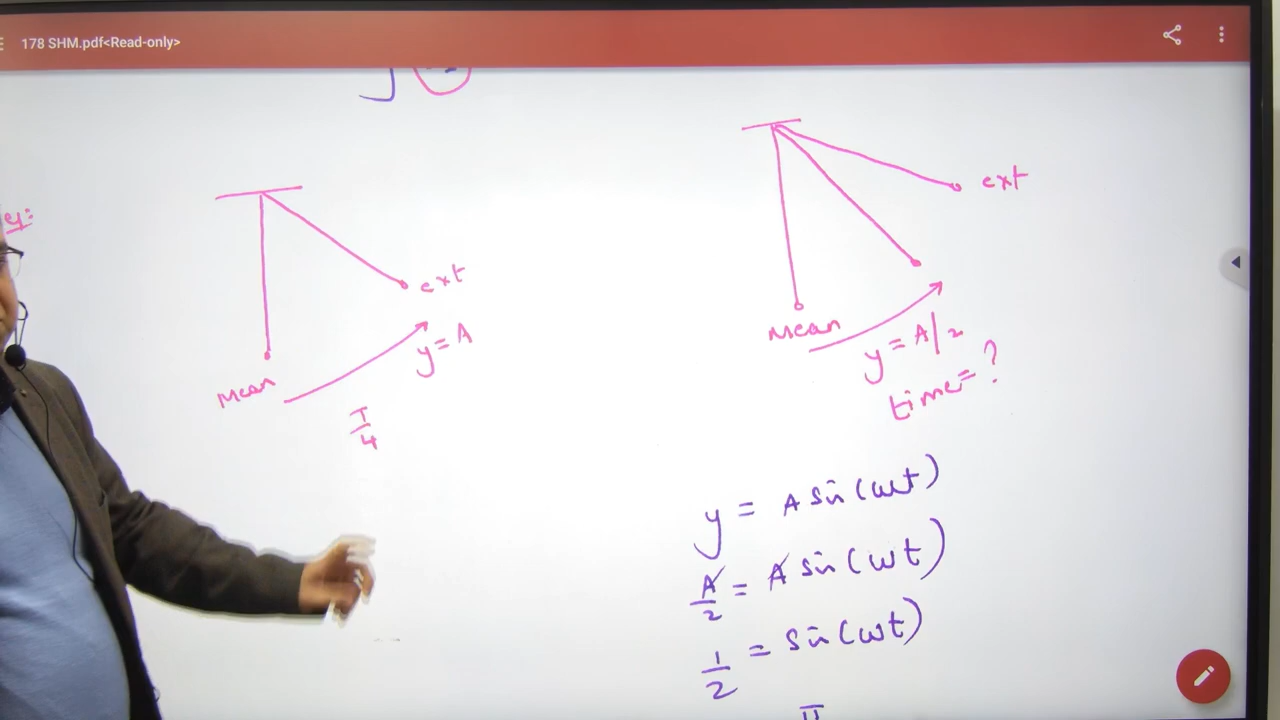 178 SHM.pdf<Read-only>
ext
y = A
Mean
T/4
ext
Mean
y = A/2
time = ?
y = A sin(ωt)
A/2 = A sin(ωt)
1/2 = sin(ωt)